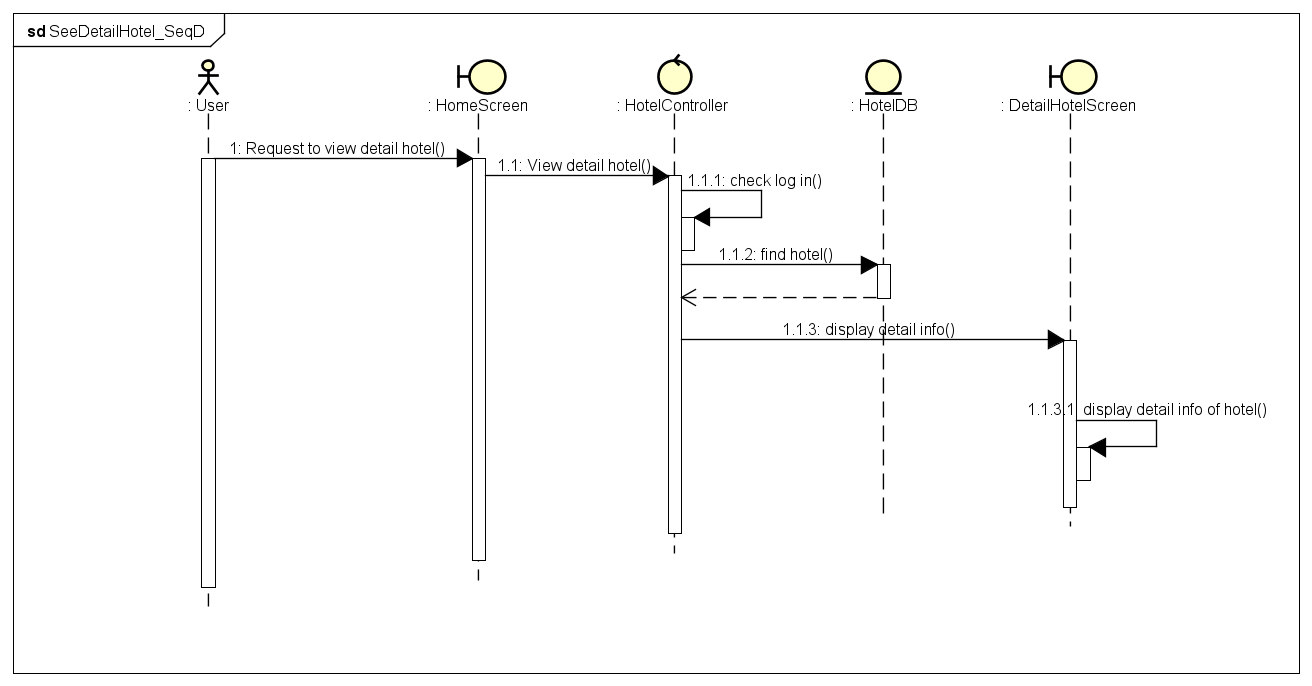 sd SeeDetailHotel_SeqD
: User
: HomeScreen
: HotelController
: HotelDB
: DetailHotelScreen
1: Request to view detail hotel()
1.1: View detail hotel()
1.1.1: check log in()
1.1.2: find hotel()
1.1.3: display detail info()
1.1.3.1: display detail info of hotel()